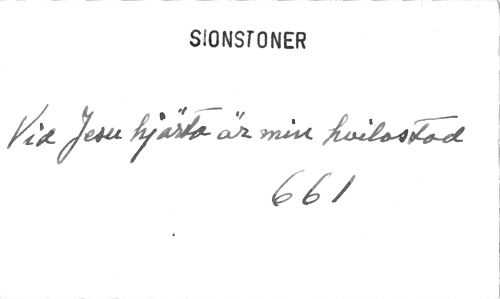 SIONSTONER
Vid Jesu hjärta är min hvilostad
661